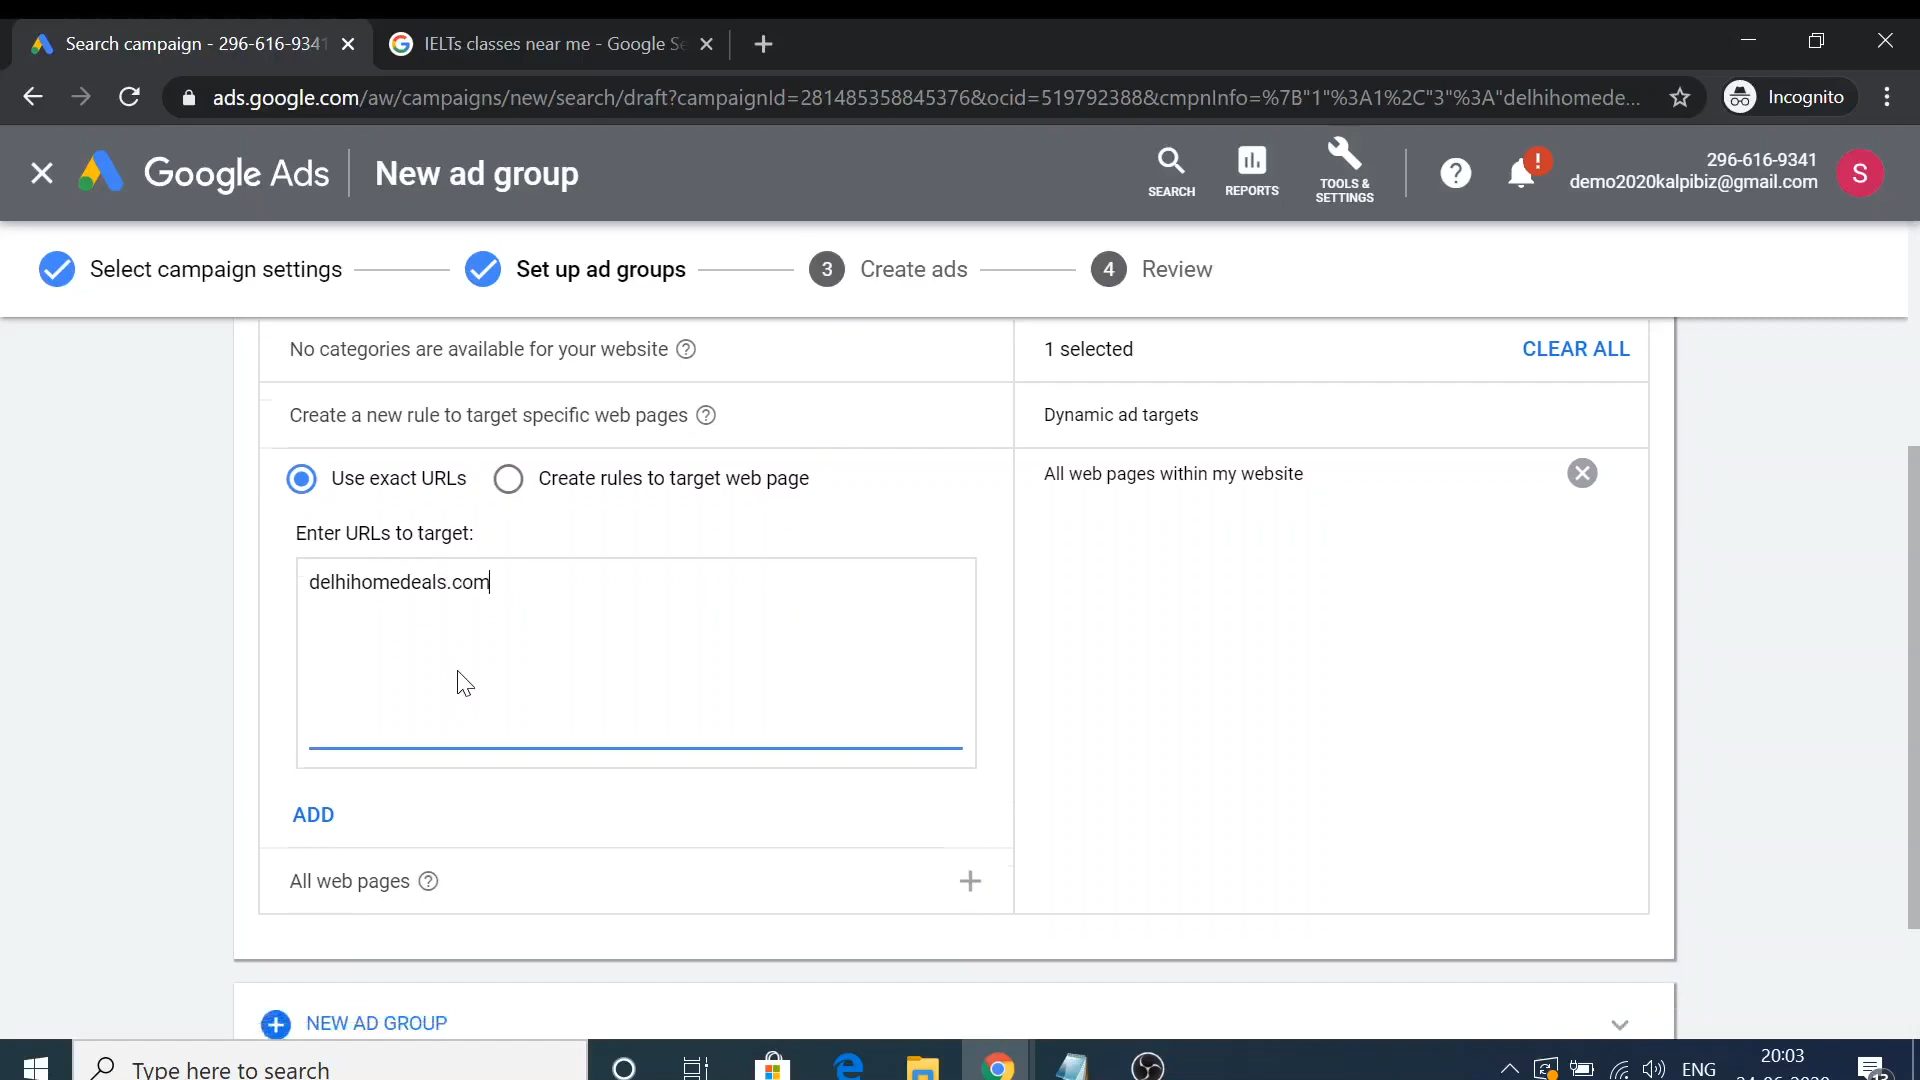 Search campaign - 296-616-9341
IELTs classes near me - Google Se
ads.google.com/aw/campaigns/new/search/draft?campaignId=281485358845376&ocid=519792388&cmpnInfo=%7B"1"%3A1%2C"3"%3A"delhihomede...
Incognito
Google Ads
New ad group
SEARCH
REPORTS
TOOLS &
SETTINGS
?
!
296-616-9341
demo2020kalpibiz@gmail.com
S
Select campaign settings
Set up ad groups
3 Create ads
4 Review
No categories are available for your website ?
1 selected
CLEAR ALL
Create a new rule to target specific web pages ?
Dynamic ad targets
Use exact URLs
Create rules to target web page
All web pages within my website
Enter URLs to target:
delhihomedeals.com
ADD
All web pages ?
NEW AD GROUP
Type here to search
ENG
20:03